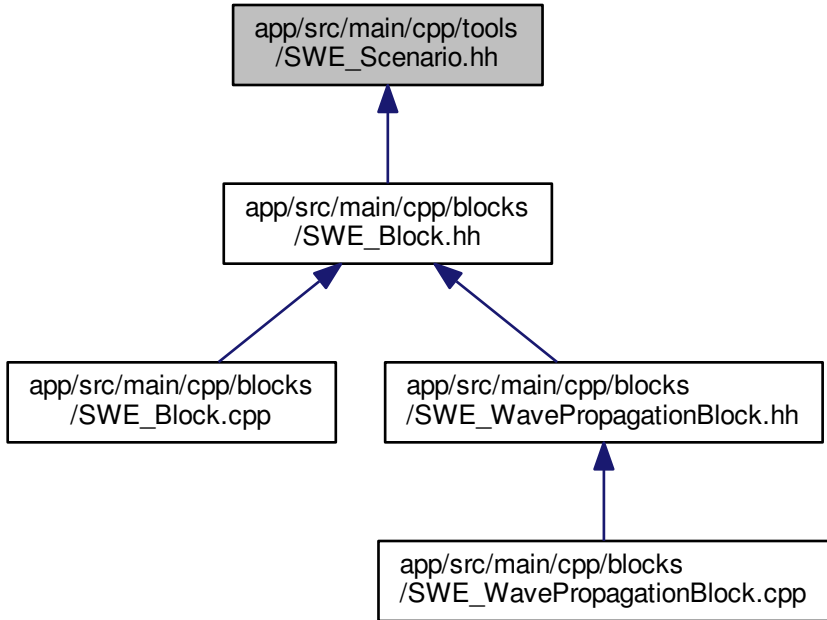 app/src/main/cpp/tools
/SWE_Scenario.hh
app/src/main/cpp/blocks
/SWE_Block.hh
app/src/main/cpp/blocks
/SWE_Block.cpp
app/src/main/cpp/blocks
/SWE_WavePropagationBlock.hh
app/src/main/cpp/blocks
/SWE_WavePropagationBlock.cpp